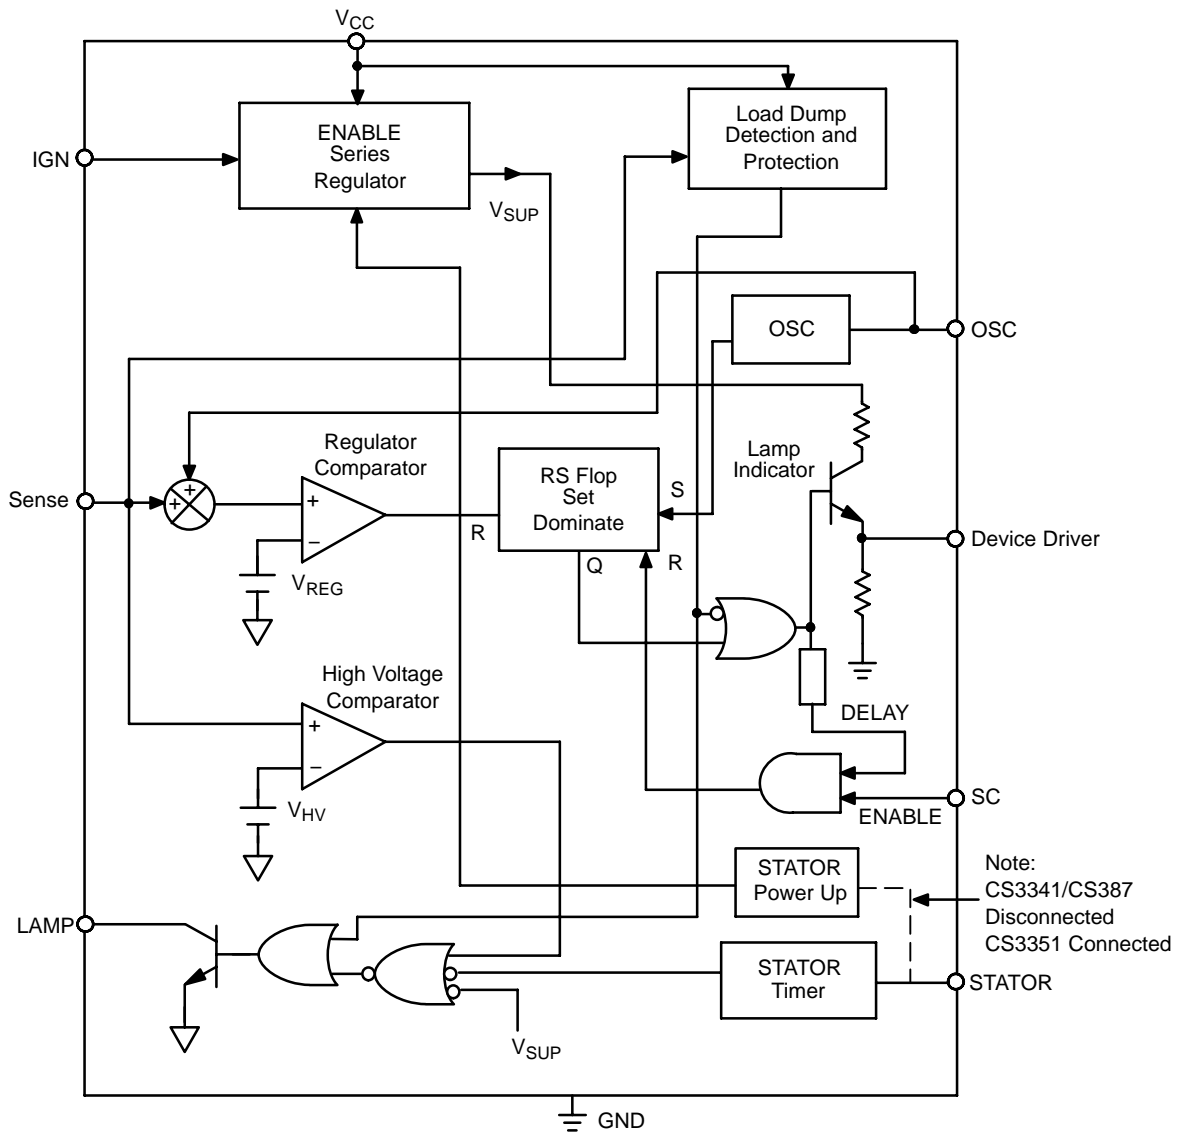 VCC
ENABLE
Series
Regulator
Load Dump
Detection and
Protection
IGN
VSUP
OSC
OSC
Regulator
Comparator
Lamp
Indicator
RS Flop
Set
Dominate
S
Sense
+
+
+
−
R
Q
R
Device Driver
VREG
High Voltage
Comparator
+
−
DELAY
VHV
SC
ENABLE
STATOR
Power Up
Note:
CS3341/CS387
Disconnected
CS3351 Connected
LAMP
STATOR
Timer
STATOR
VSUP
GND